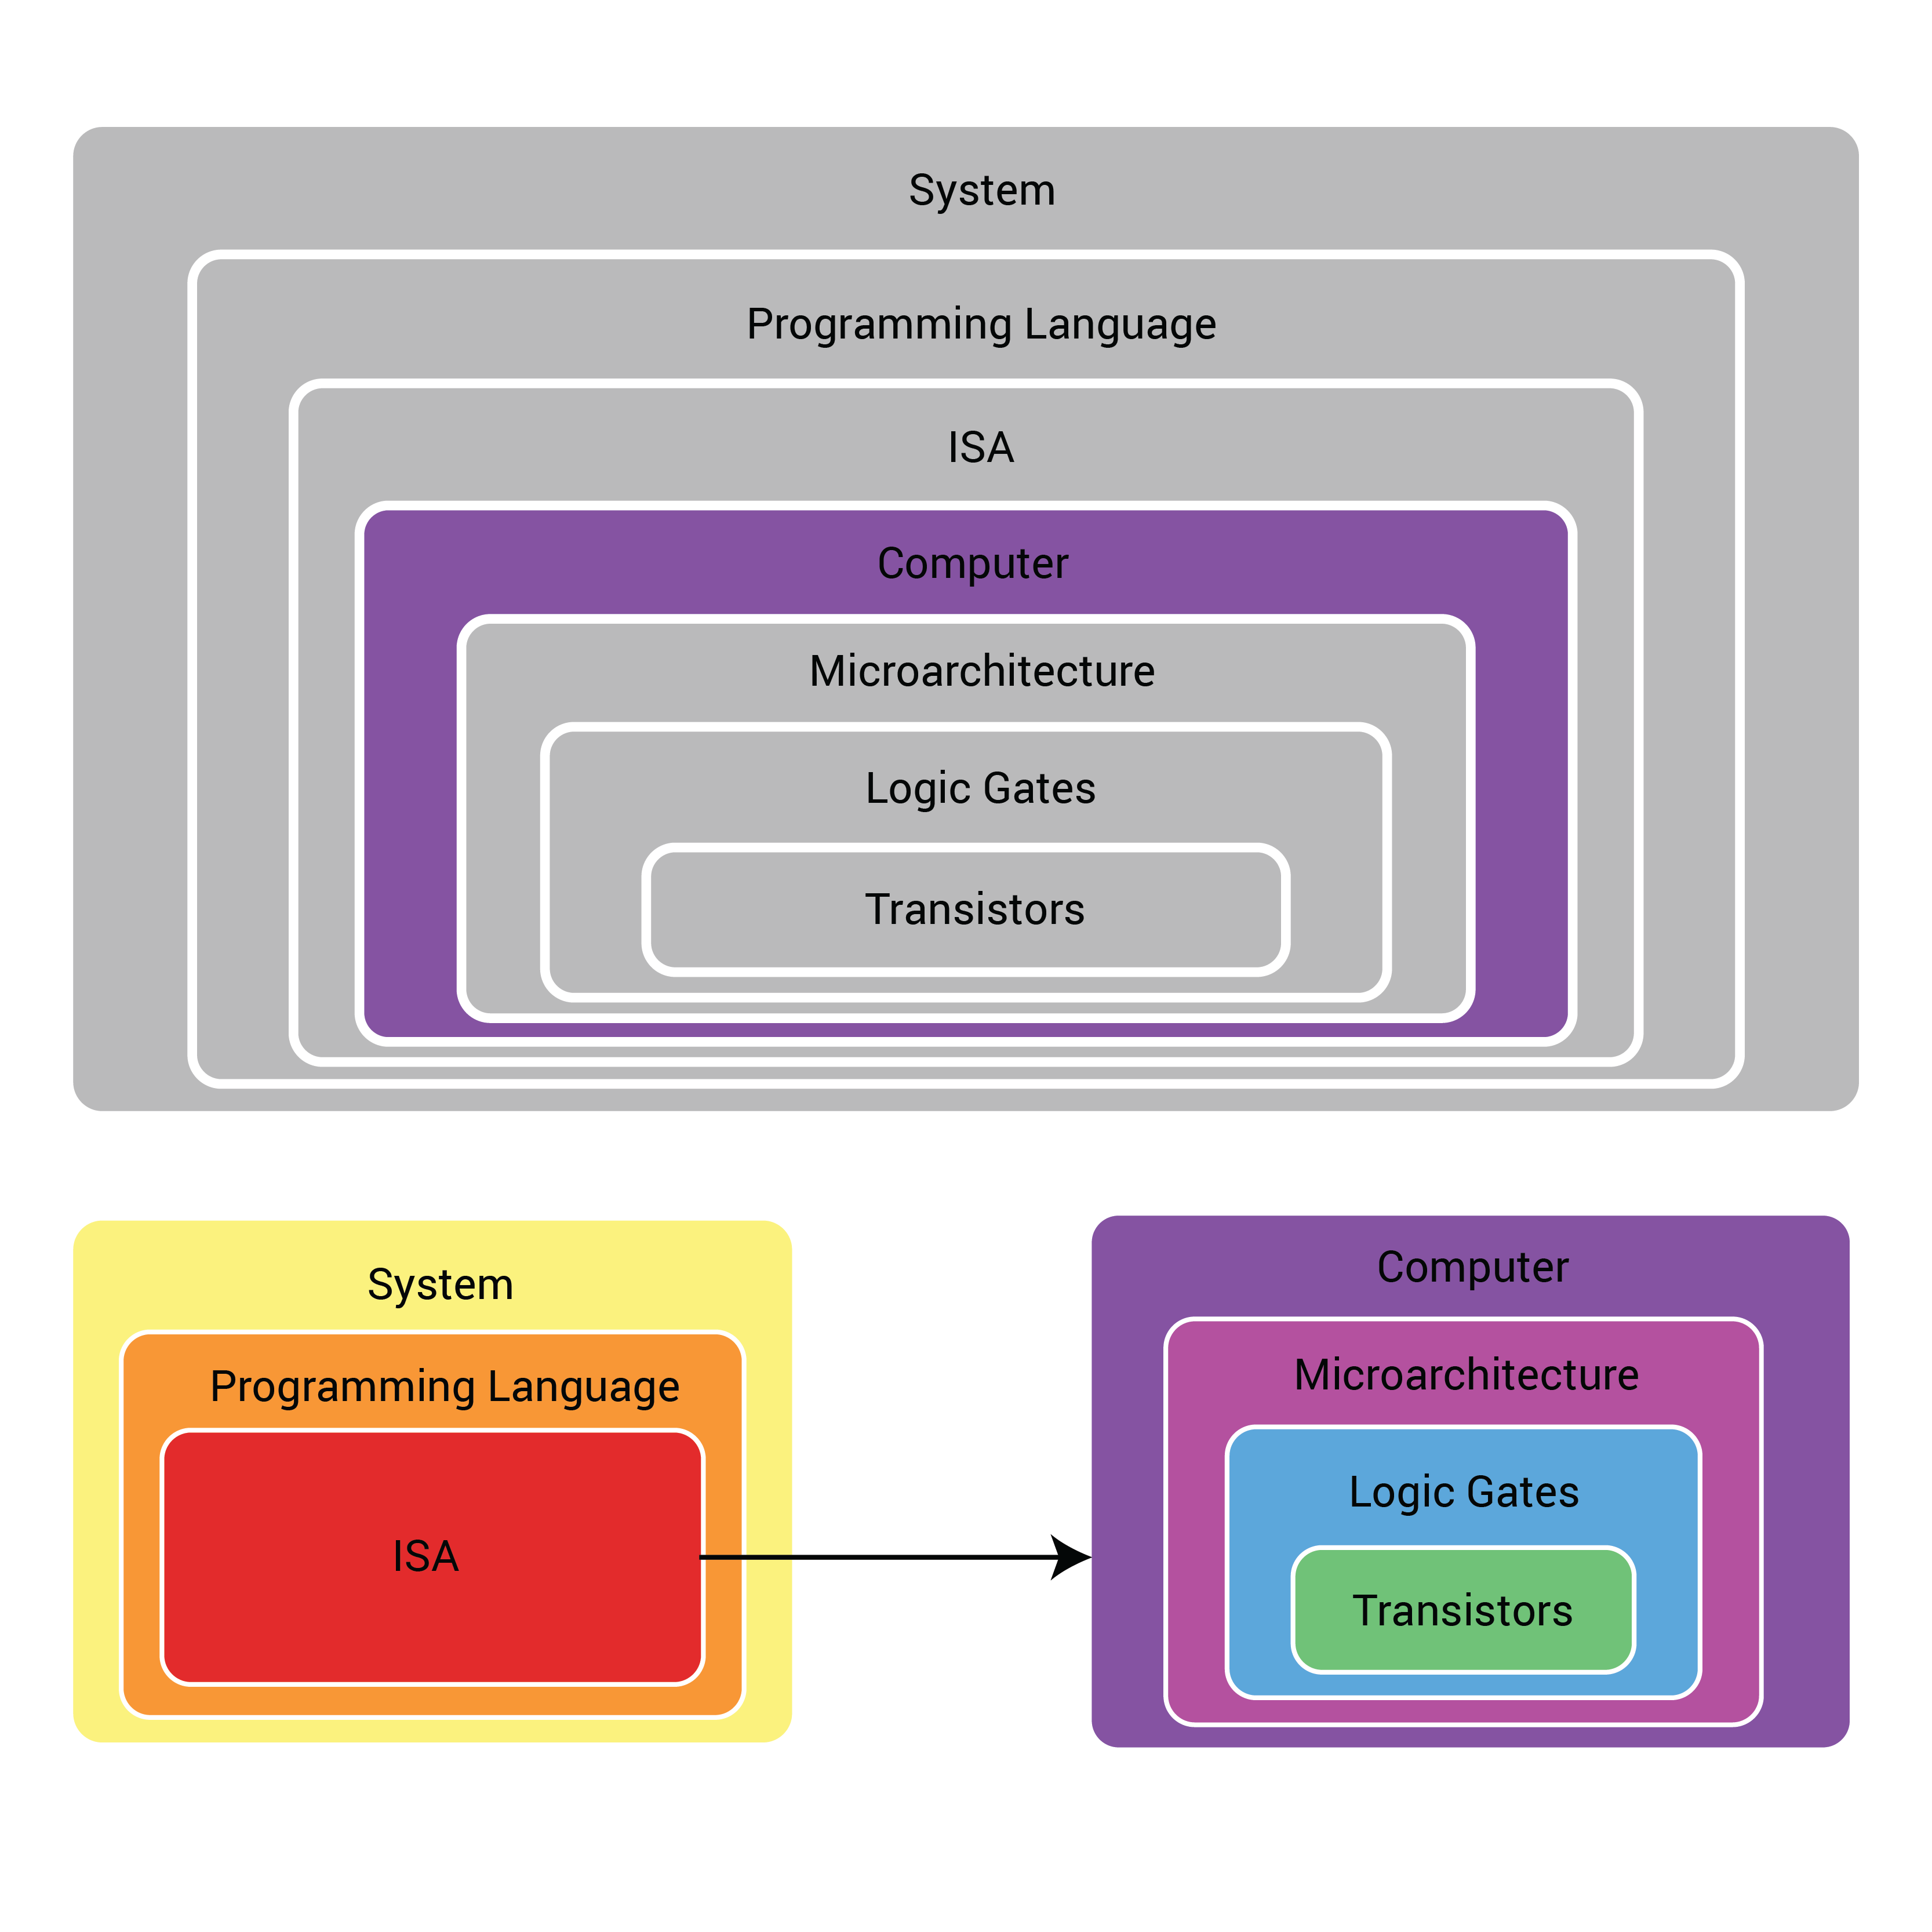 System
Programming Language
ISA
Computer
Microarchitecture
Logic Gates
Transistors
System
Programming Language
ISA
Computer
Microarchitecture
Logic Gates
Transistors